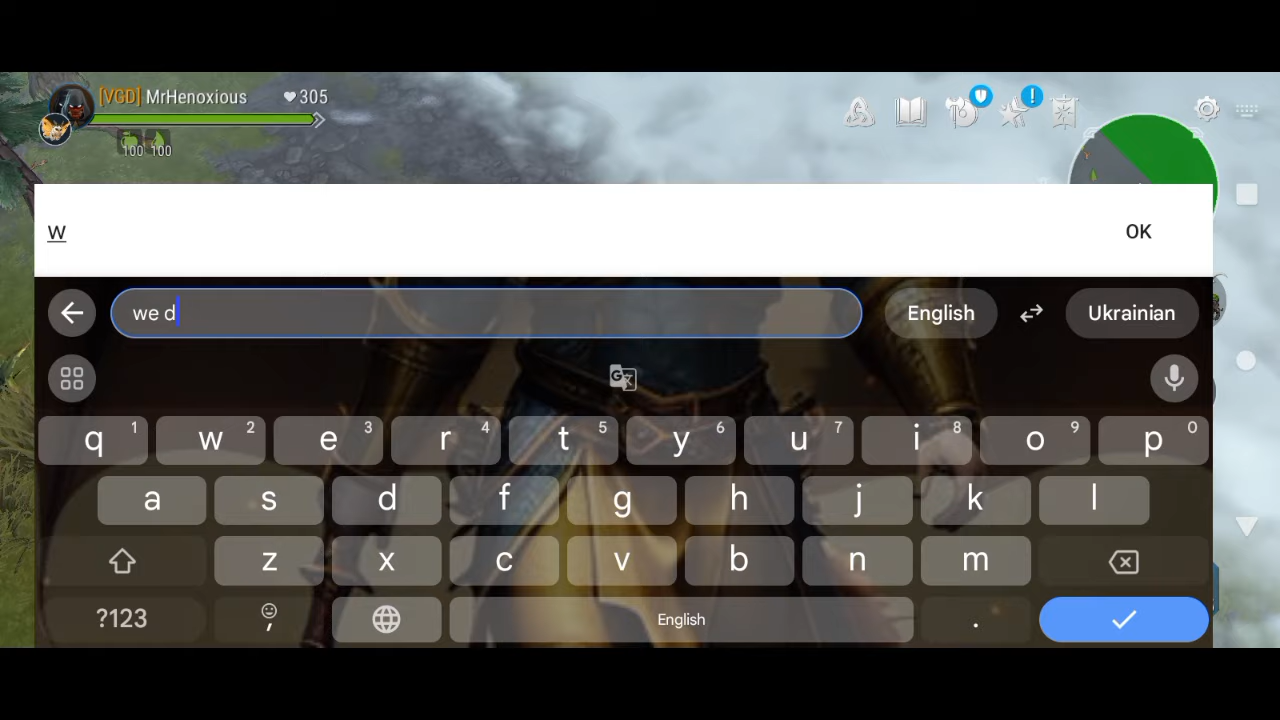 [VGD] MrHenoxious 305
100 100
!
w
OK
we d
English
Ukrainian
q 1 w 2 e 3 r 4 t 5 y 6 u 7 i 8 o 9 p 0
a s d f g h j k l
z x c v b n m
?123 , English .